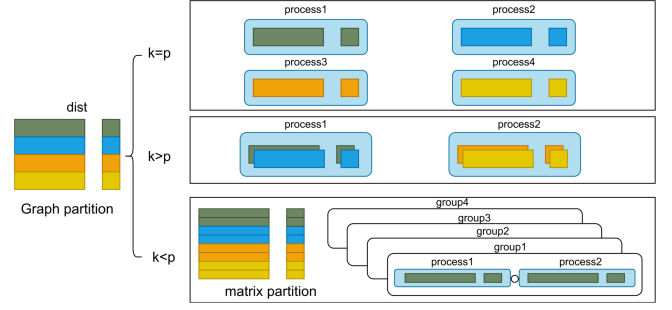 dist
Graph partition
k=p
process1
process2
process3
process4
k>p
process1
process2
k<p
matrix partition
group4
group3
group2
group1
process1
process2